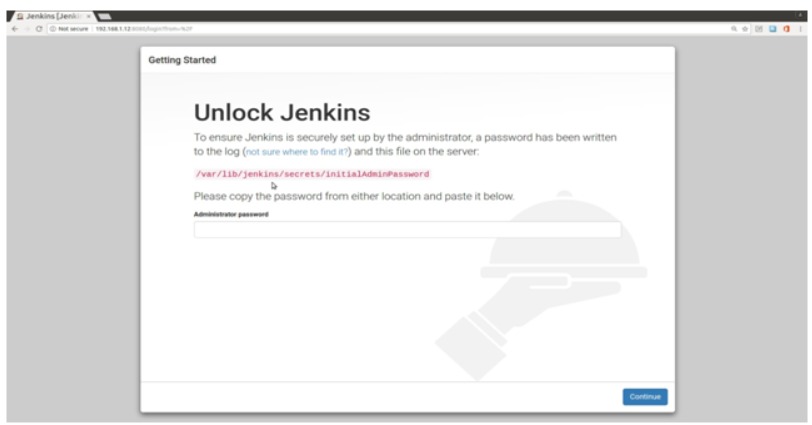 Jenkins [Jenki
Not secure | 192.168.1.12:8080/login?from=%2F
Getting Started
Unlock Jenkins
To ensure Jenkins is securely set up by the administrator, a password has been written
to the log (not sure where to find it?) and this file on the server:
/var/lib/jenkins/secrets/initialAdminPassword
Please copy the password from either location and paste it below.
Administrator password
Continue